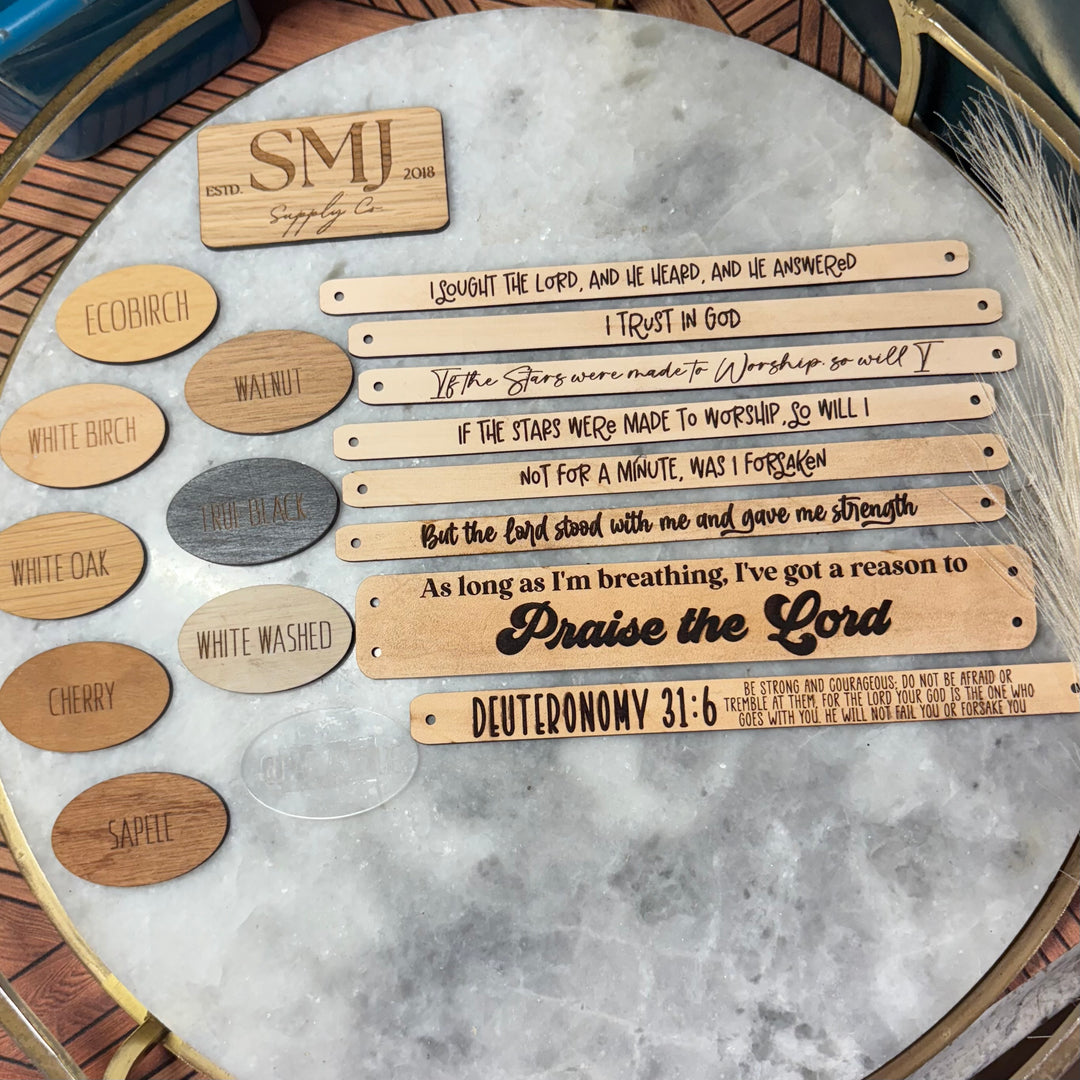 ESTD. SMJ 2018
Supply Co.
ECOBIRCH
WALNUT
WHITE BIRCH
TRUE BLACK
WHITE OAK
WHITE WASHED
CHERRY
SAPELE
I SOUGHT THE LORD, AND HE HEARD, AND HE ANSWERED
I TRUST IN GOD
If the Stars were made to Worship. so will I
IF THE STARS WERE MADE TO WORSHIP, SO WILL I
NOT FOR A MINUTE, WAS I FORSAKEN
But the Lord stood with me and gave me strength
As long as I'm breathing, I've got a reason to
Praise the Lord
DEUTERONOMY 31:6
BE STRONG AND COURAGEOUS; DO NOT BE AFRAID OR
TREMBLE AT THEM, FOR THE LORD YOUR GOD IS THE ONE WHO
GOES WITH YOU. HE WILL NOT FAIL YOU OR FORSAKE YOU